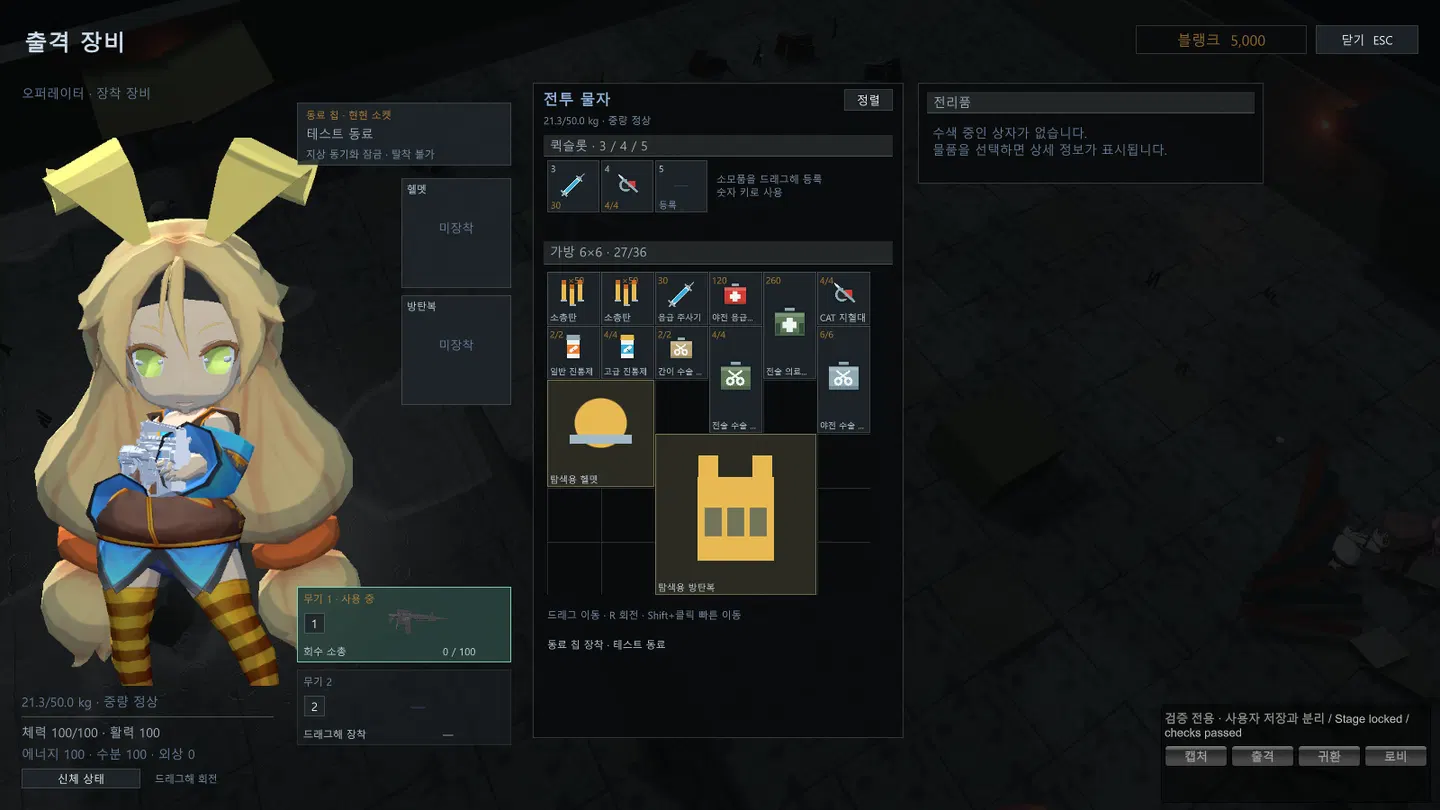 출격 장비
블랭크 5,000
닫기 ESC
오퍼레이터 · 장착 장비
동료 칩 · 현현 소켓
테스트 동료
지상 동기화 잠금 · 탈착 불가
헬멧
미장착
방탄복
미장착
무기 1 · 사용 중
1
회수 소총
0 / 100
무기 2
2
드래그해 장착
21.3/50.0 kg · 중량 정상
체력 100/100 · 활력 100
에너지 100 · 수분 100 · 외상 0
신체 상태
드래그해 회전
전투 물자
정렬
21.3/50.0 kg · 중량 정상
퀵슬롯 · 3 / 4 / 5
3
30
4
4/4
5
등록
소모품을 드래그해 등록
숫자 키로 사용
가방 6×6 · 27/36
×50
소총탄
×50
소총탄
30
응급 주사기
120
야전 응급…
260
전술 의료…
4/4
CAT 지혈대
2/2
일반 진통제
4/4
고급 진통제
2/2
간이 수술 …
4/4
전술 수술 …
6/6
야전 수술 …
탐색용 헬멧
탐색용 방탄복
드래그 이동 · R 회전 · Shift+클릭 빠른 이동
동료 칩 장착 · 테스트 동료
전리품
수색 중인 상자가 없습니다.
물품을 선택하면 상세 정보가 표시됩니다.
검증 전용 · 사용자 저장과 분리 / Stage locked /
checks passed
캡처
출격
귀환
로비